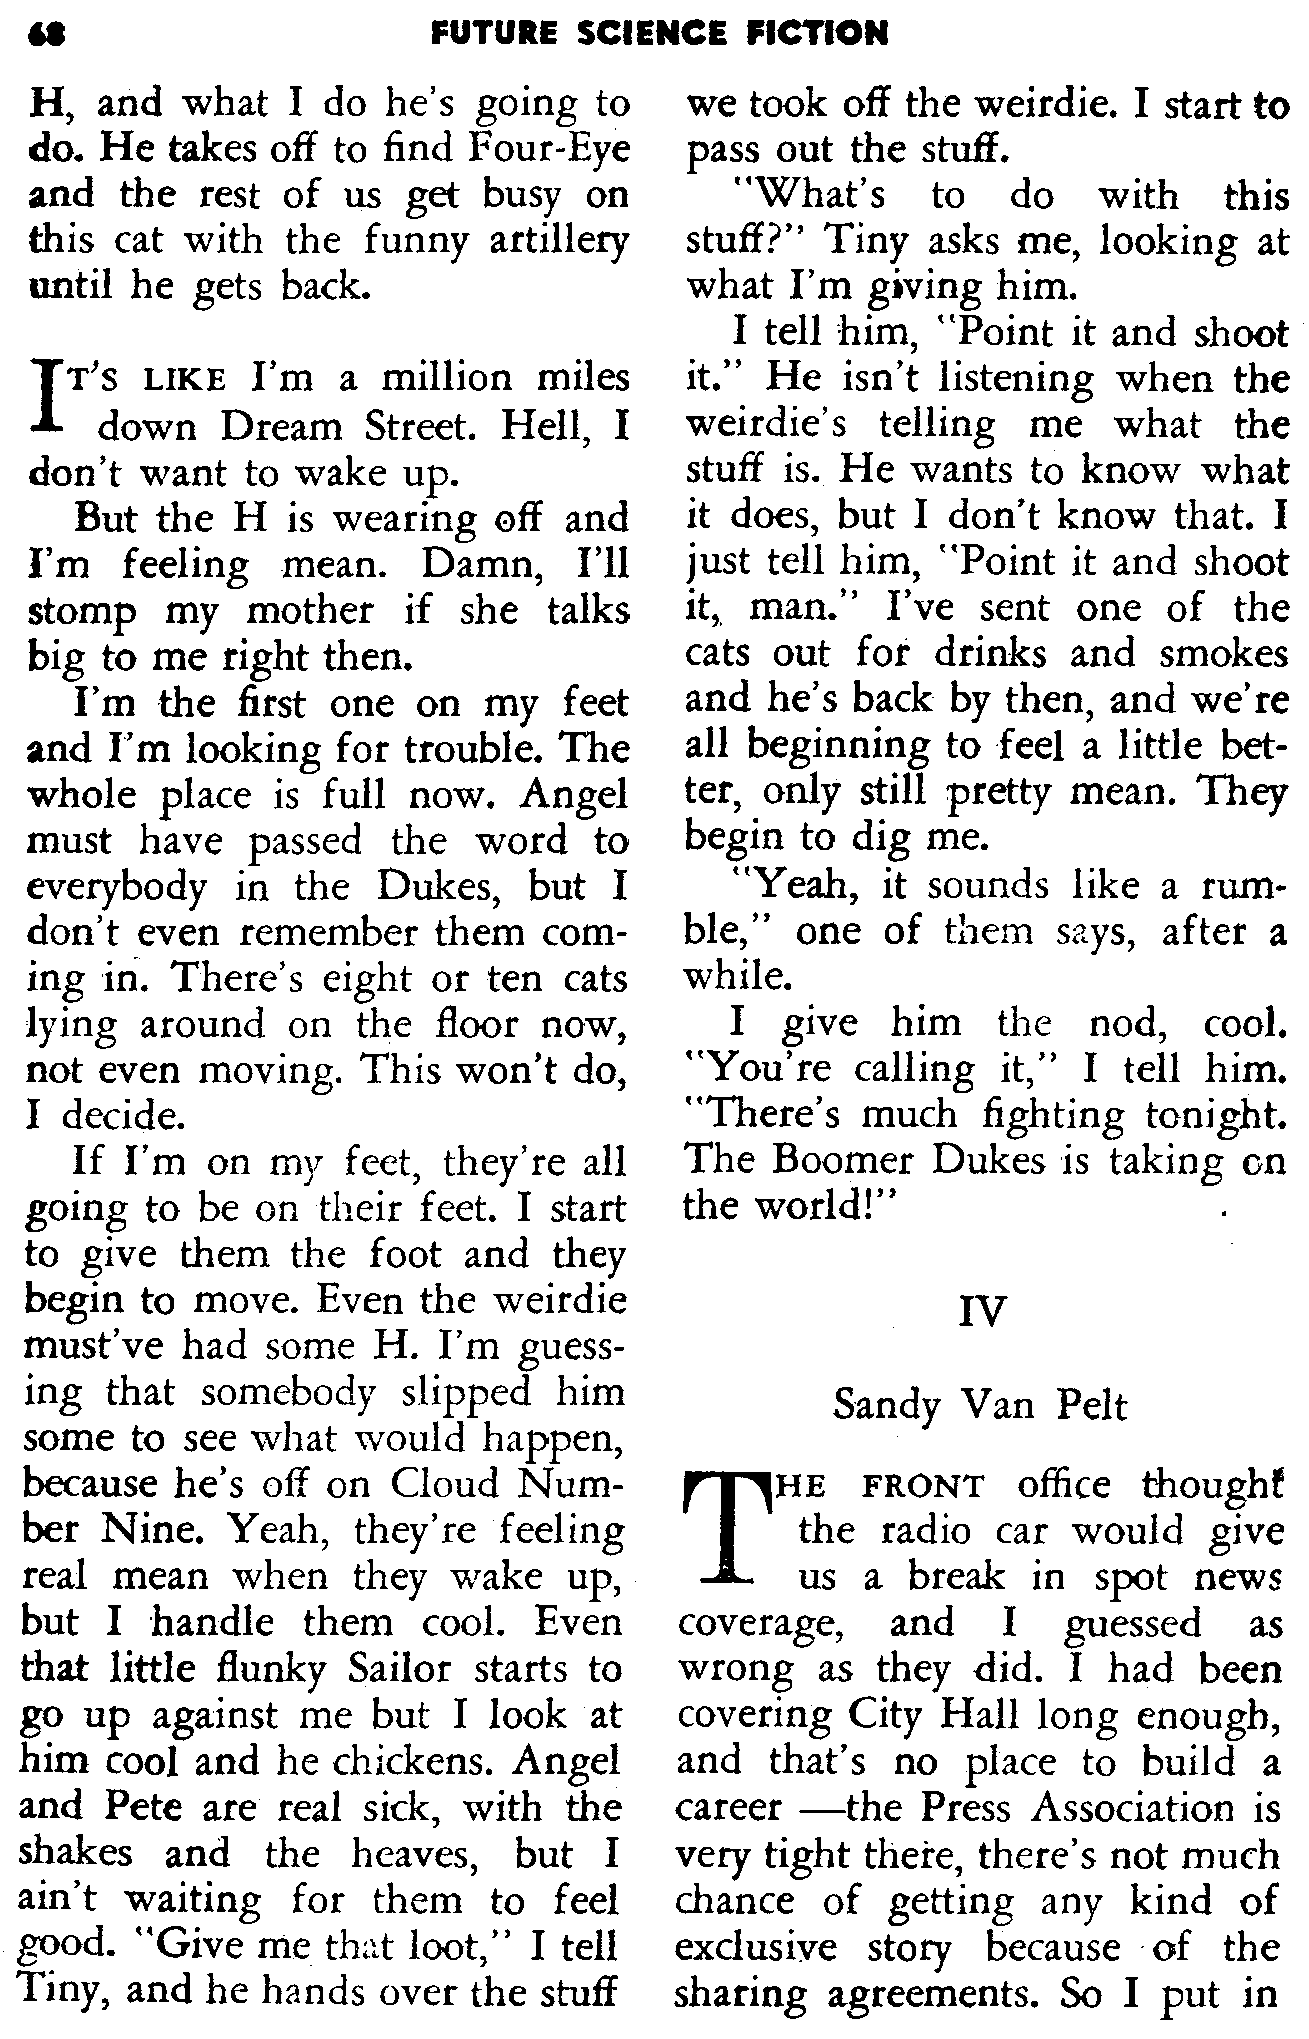 68
FUTURE SCIENCE FICTION
H, and what I do he's going to
do. He takes off to find Four-Eye
and the rest of us get busy on
this cat with the funny artillery
until he gets back.
IT'S LIKE I'm a million miles
down Dream Street. Hell, I
don't want to wake up.
But the H is wearing off and
I'm feeling mean. Damn, I'll
stomp my mother if she talks
big to me right then.
I'm the first one on my feet
and I'm looking for trouble. The
whole place is full now. Angel
must have passed the word to
everybody in the Dukes, but I
don't even remember them com-
ing in. There's eight or ten cats
lying around on the floor now,
not even moving. This won't do,
I decide.
If I'm on my feet, they're all
going to be on their feet. I start
to give them the foot and they
begin to move. Even the weirdie
must've had some H. I'm guess-
ing that somebody slipped him
some to see what would happen,
because he's off on Cloud Num-
ber Nine. Yeah, they're feeling
real mean when they wake up,
but I handle them cool. Even
that little flunky Sailor starts to
go up against me but I look at
him cool and he chickens. Angel
and Pete are real sick, with the
shakes and the heaves, but I
ain't waiting for them to feel
good. "Give me that loot," I tell
Tiny, and he hands over the stuff
we took off the weirdie. I start to
pass out the stuff.
"What's to do with this
stuff?" Tiny asks me, looking at
what I'm giving him.
I tell him, "Point it and shoot
it." He isn't listening when the
weirdie's telling me what the
stuff is. He wants to know what
it does, but I don't know that. I
just tell him, "Point it and shoot
it, man." I've sent one of the
cats out for drinks and smokes
and he's back by then, and we're
all beginning to feel a little bet-
ter, only still pretty mean. They
begin to dig me.
"Yeah, it sounds like a rum-
ble," one of them says, after a
while.
I give him the nod, cool.
"You're calling it," I tell him.
"There's much fighting tonight.
The Boomer Dukes is taking on
the world!"
IV
Sandy Van Pelt
THE FRONT office thought
the radio car would give
us a break in spot news
coverage, and I guessed as
wrong as they did. I had been
covering City Hall long enough,
and that's no place to build a
career —the Press Association is
very tight there, there's not much
chance of getting any kind of
exclusive story because of the
sharing agreements. So I put in